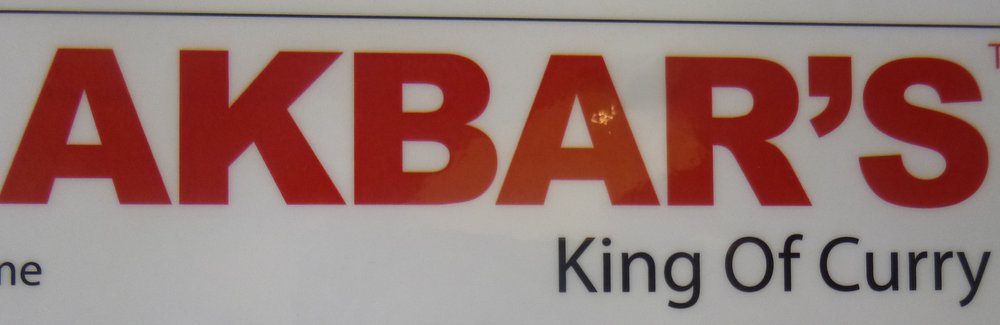 AKBAR'S
King Of Curry